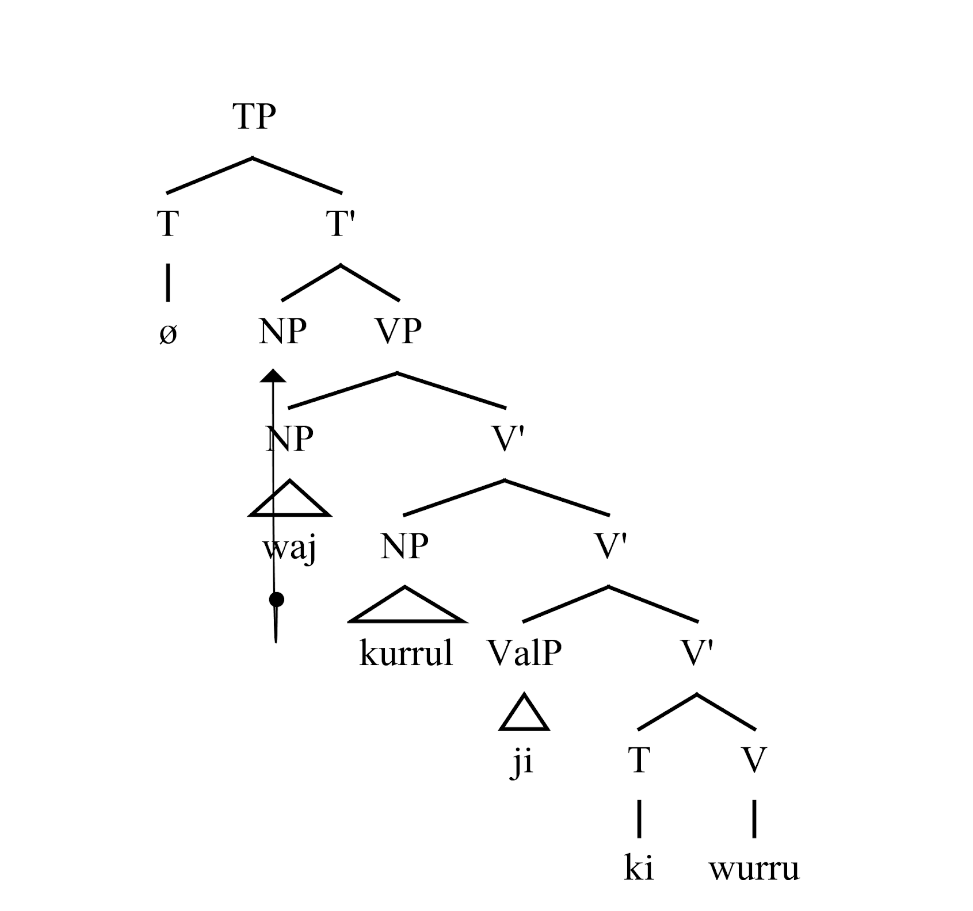 TP
T T'
ø NP VP
NP V'
waj NP V'
kurrul ValP V'
ji T V
ki wurru